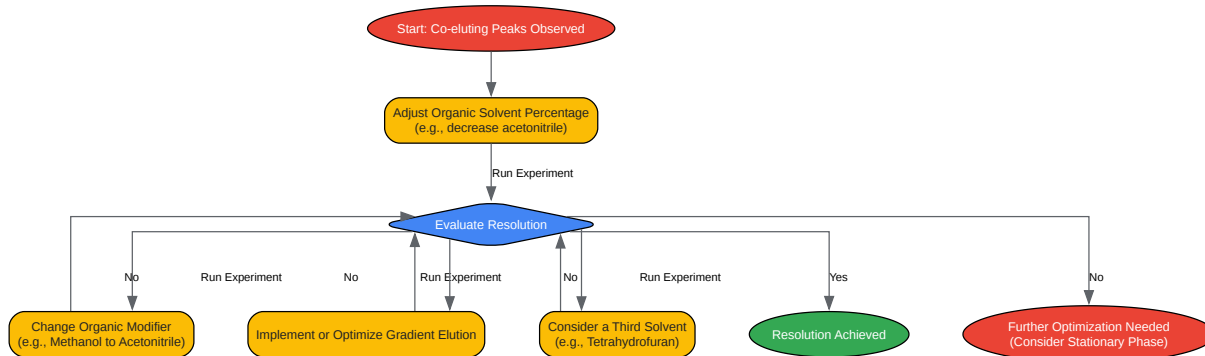 Start: Co-eluting Peaks Observed
Adjust Organic Solvent Percentage
(e.g., decrease acetonitrile)
Run Experiment
Evaluate Resolution
No
Run Experiment
No
Run Experiment
No
Run Experiment
Yes
No
Change Organic Modifier
(e.g., Methanol to Acetonitrile)
Implement or Optimize Gradient Elution
Consider a Third Solvent
(e.g., Tetrahydrofuran)
Resolution Achieved
Further Optimization Needed
(Consider Stationary Phase)